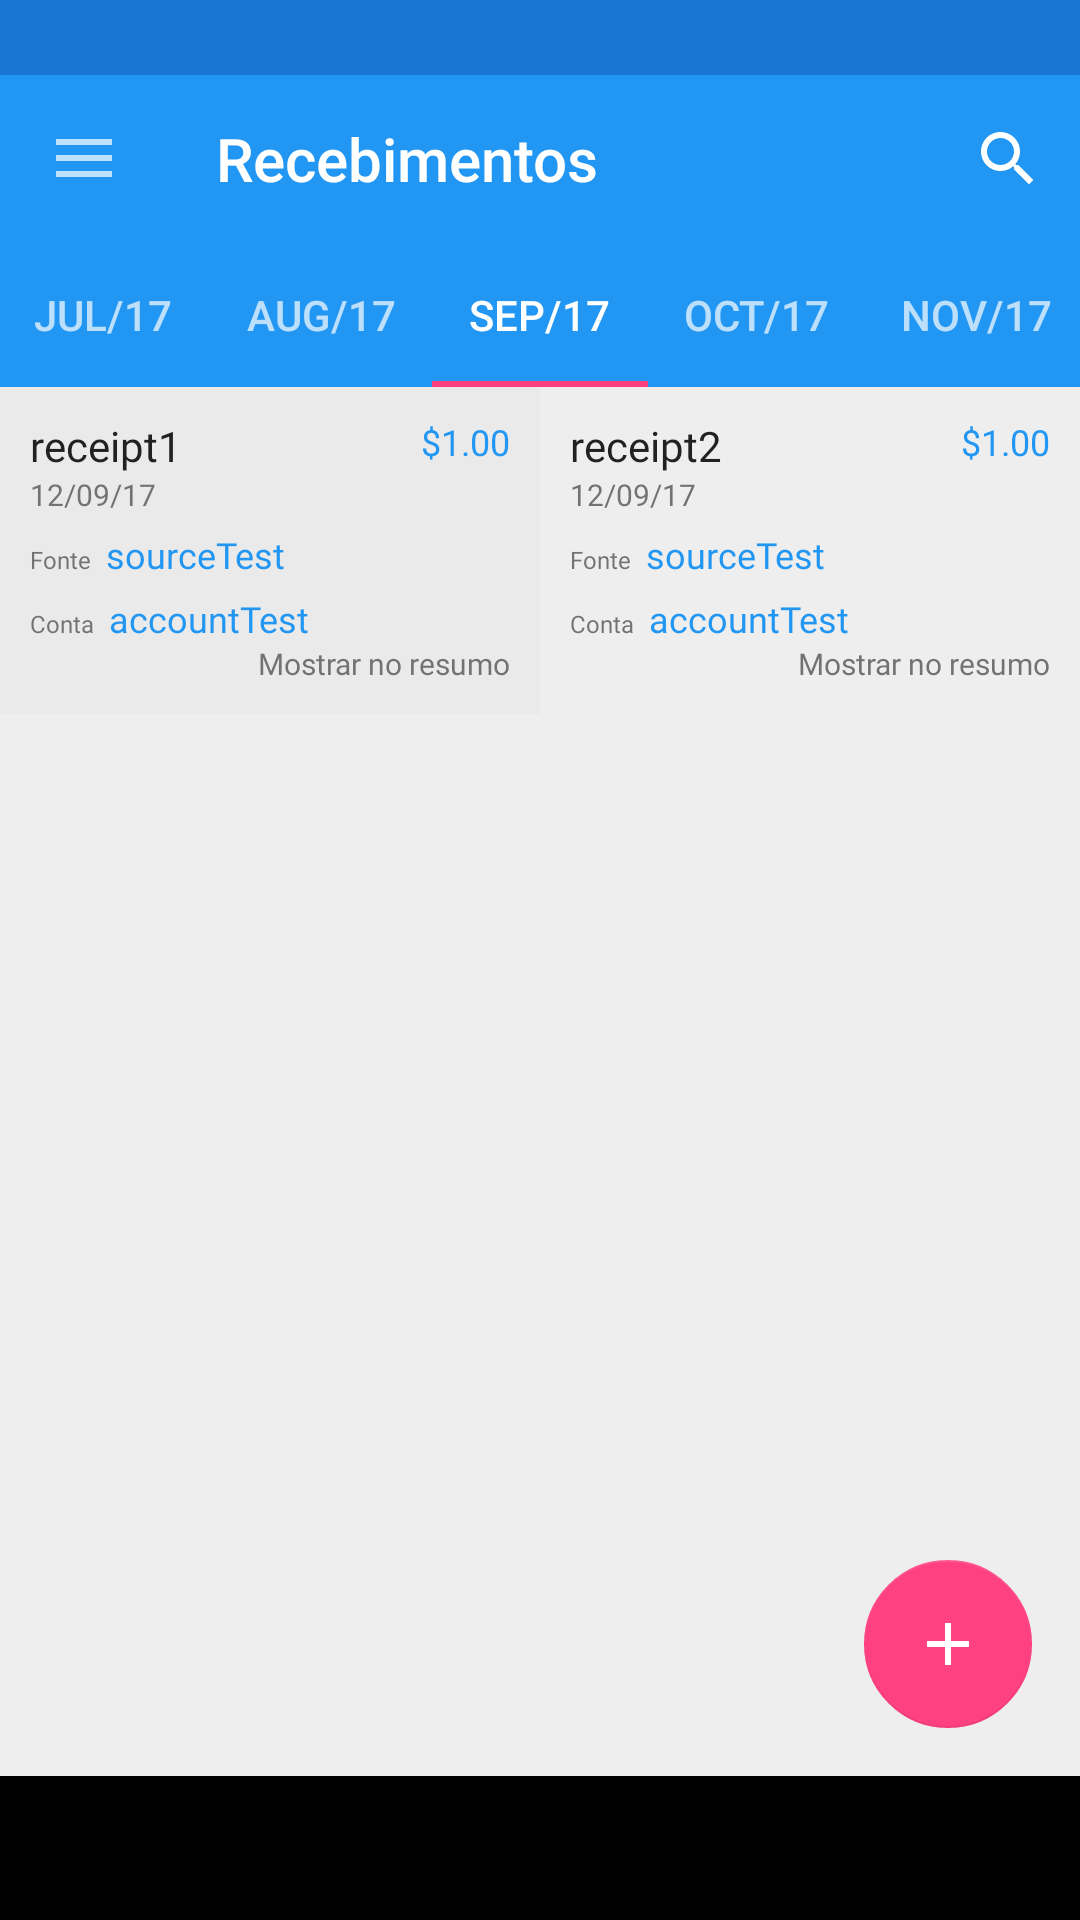 Recebimentos
JUL/17 AUG/17 SEP/17 OCT/17 NOV/17
receipt1 $1.00
12/09/17
Fonte sourceTest
Conta accountTest
Mostrar no resumo
receipt2 $1.00
12/09/17
Fonte sourceTest
Conta accountTest
Mostrar no resumo